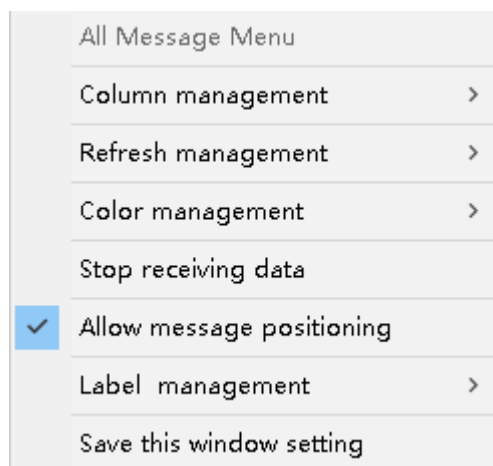 All Message Menu
Column management
Refresh management
Color management
Stop receiving data
Allow message positioning
Label  management
Save this window setting